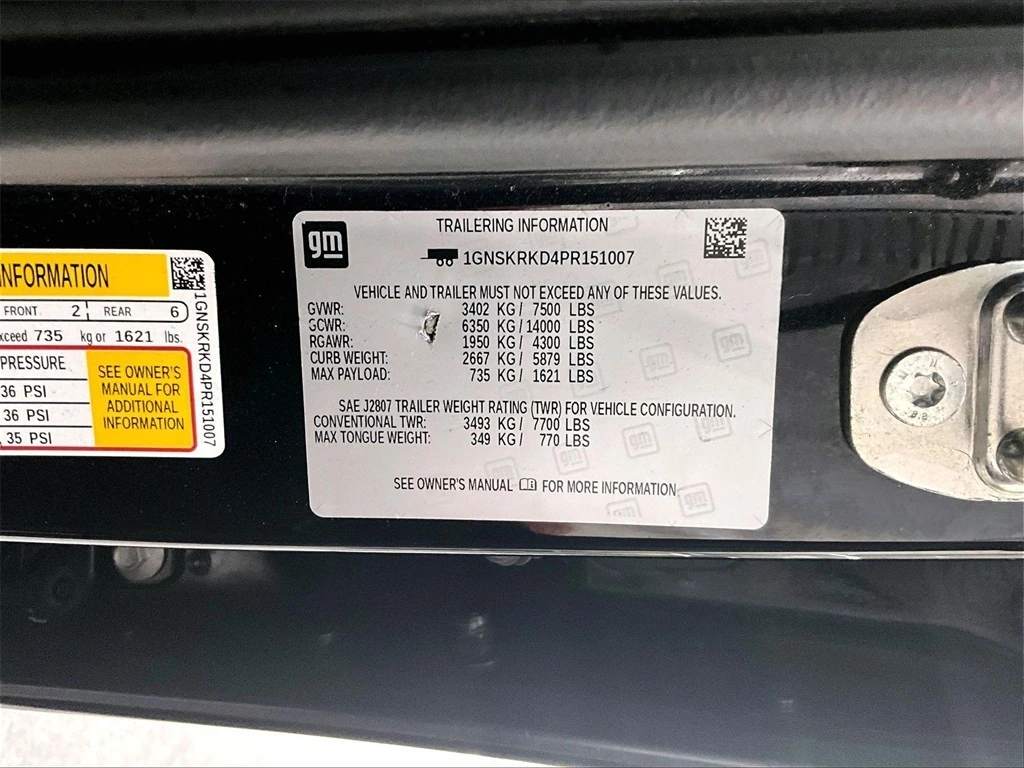 INFORMATION
FRONT 2 REAR 6
exceed 735 kg or 1621 lbs.
PRESSURE
36 PSI
36 PSI
35 PSI
SEE OWNER'S
MANUAL FOR
ADDITIONAL
INFORMATION
1GNSKRKD4PR151007
gm
TRAILERING INFORMATION
1GNSKRKD4PR151007
VEHICLE AND TRAILER MUST NOT EXCEED ANY OF THESE VALUES.
GVWR: 3402 KG / 7500 LBS
GCWR: 6350 KG / 14000 LBS
RGAWR: 1950 KG / 4300 LBS
CURB WEIGHT: 2667 KG / 5879 LBS
MAX PAYLOAD: 735 KG / 1621 LBS
SAE J2807 TRAILER WEIGHT RATING (TWR) FOR VEHICLE CONFIGURATION.
CONVENTIONAL TWR: 3493 KG / 7700 LBS
MAX TONGUE WEIGHT: 349 KG / 770 LBS
SEE OWNER'S MANUAL FOR MORE INFORMATION
8.8